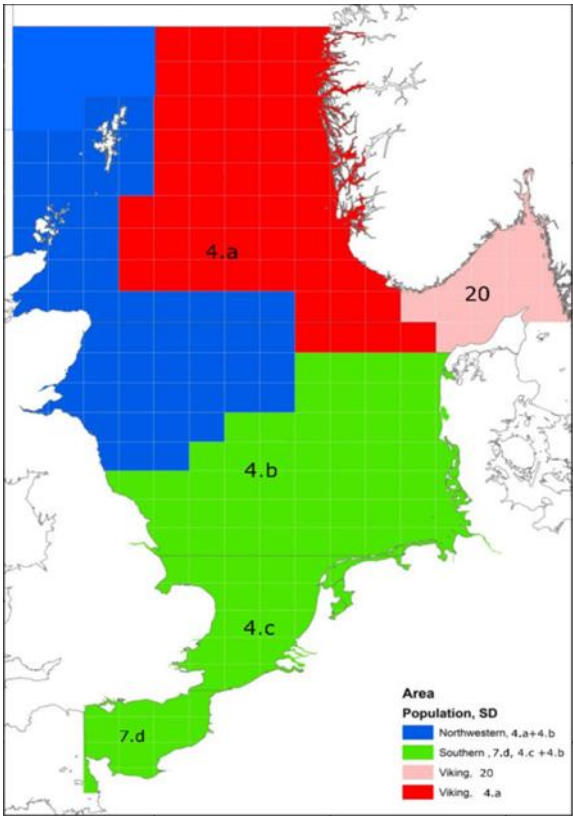 4.a
20
4.b
4.c
7.d
Area
Population, SD
Northwestern, 4.a+4.b
Southern , 7.d, 4.c +4.b
Viking, 20
Viking, 4.a